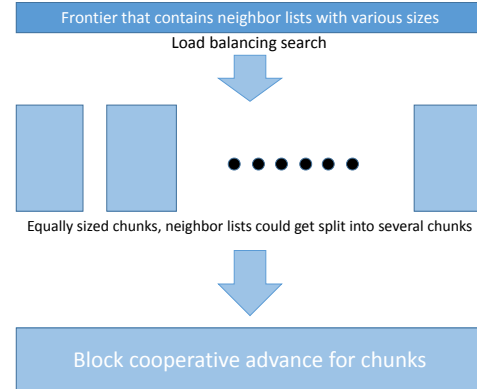 Frontier that contains neighbor lists with various sizes
Load balancing search
Equally sized chunks, neighbor lists could get split into several chunks
Block cooperative advance for chunks